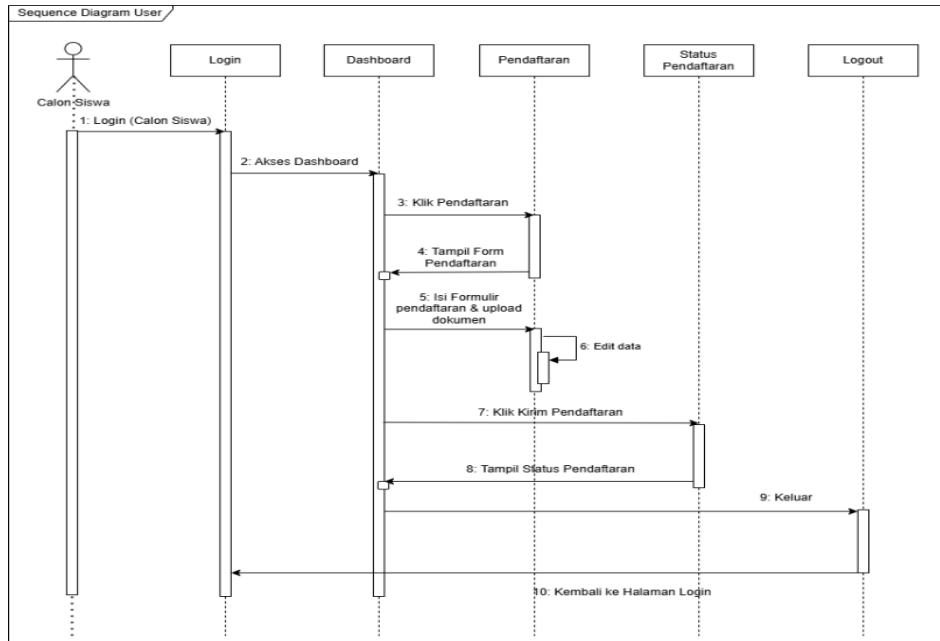 Sequence Diagram User
Login
Dashboard
Pendaftaran
Status
Pendaftaran
Logout
Calon Siswa
1: Login (Calon Siswa)
2: Akses Dashboard
3: Klik Pendaftaran
4: Tampil Form
Pendaftaran
5: Isi Formulir
pendaftaran & upload
dokumen
6: Edit data
7: Klik Kirim Pendaftaran
8: Tampil Status Pendaftaran
9: Keluar
10: Kembali ke Halaman Login